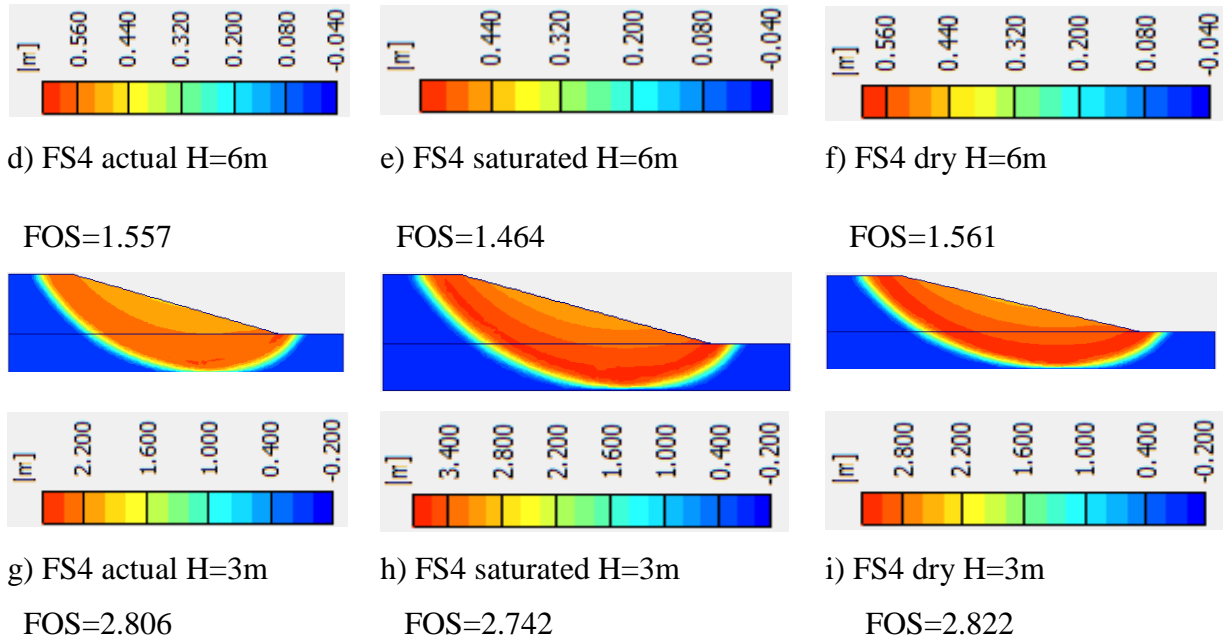 [m] 0.560 0.440 0.320 0.200 0.080 -0.040
[m] 0.440 0.320 0.200 0.080 -0.040
[m] 0.560 0.440 0.320 0.200 0.080 -0.040
d) FS4 actual H=6m
e) FS4 saturated H=6m
f) FS4 dry H=6m
FOS=1.557
FOS=1.464
FOS=1.561
[m] 2.200 1.600 1.000 0.400 -0.200
[m] 3.400 2.800 2.200 1.600 1.000 0.400 -0.200
[m] 2.800 2.200 1.600 1.000 0.400 -0.200
g) FS4 actual H=3m
h) FS4 saturated H=3m
i) FS4 dry H=3m
FOS=2.806
FOS=2.742
FOS=2.822